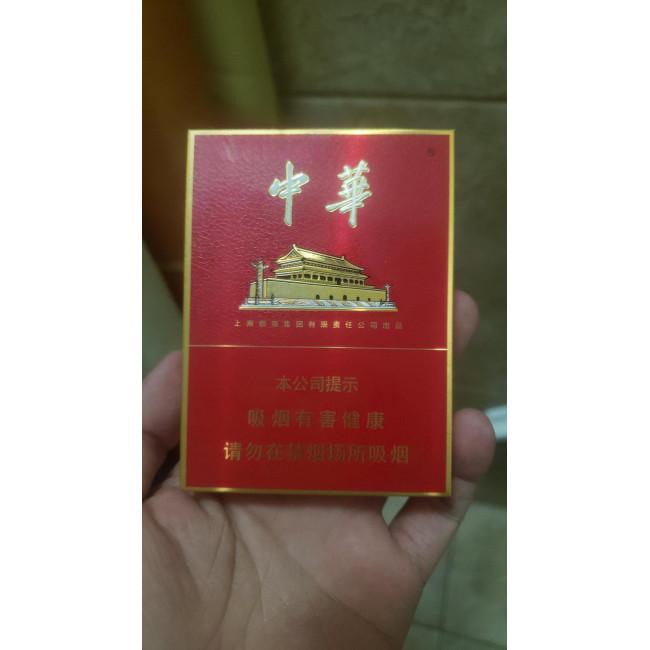 中華
上海烟草集团有限责任公司出品
本公司提示
吸烟有害健康
请勿在禁烟场所吸烟